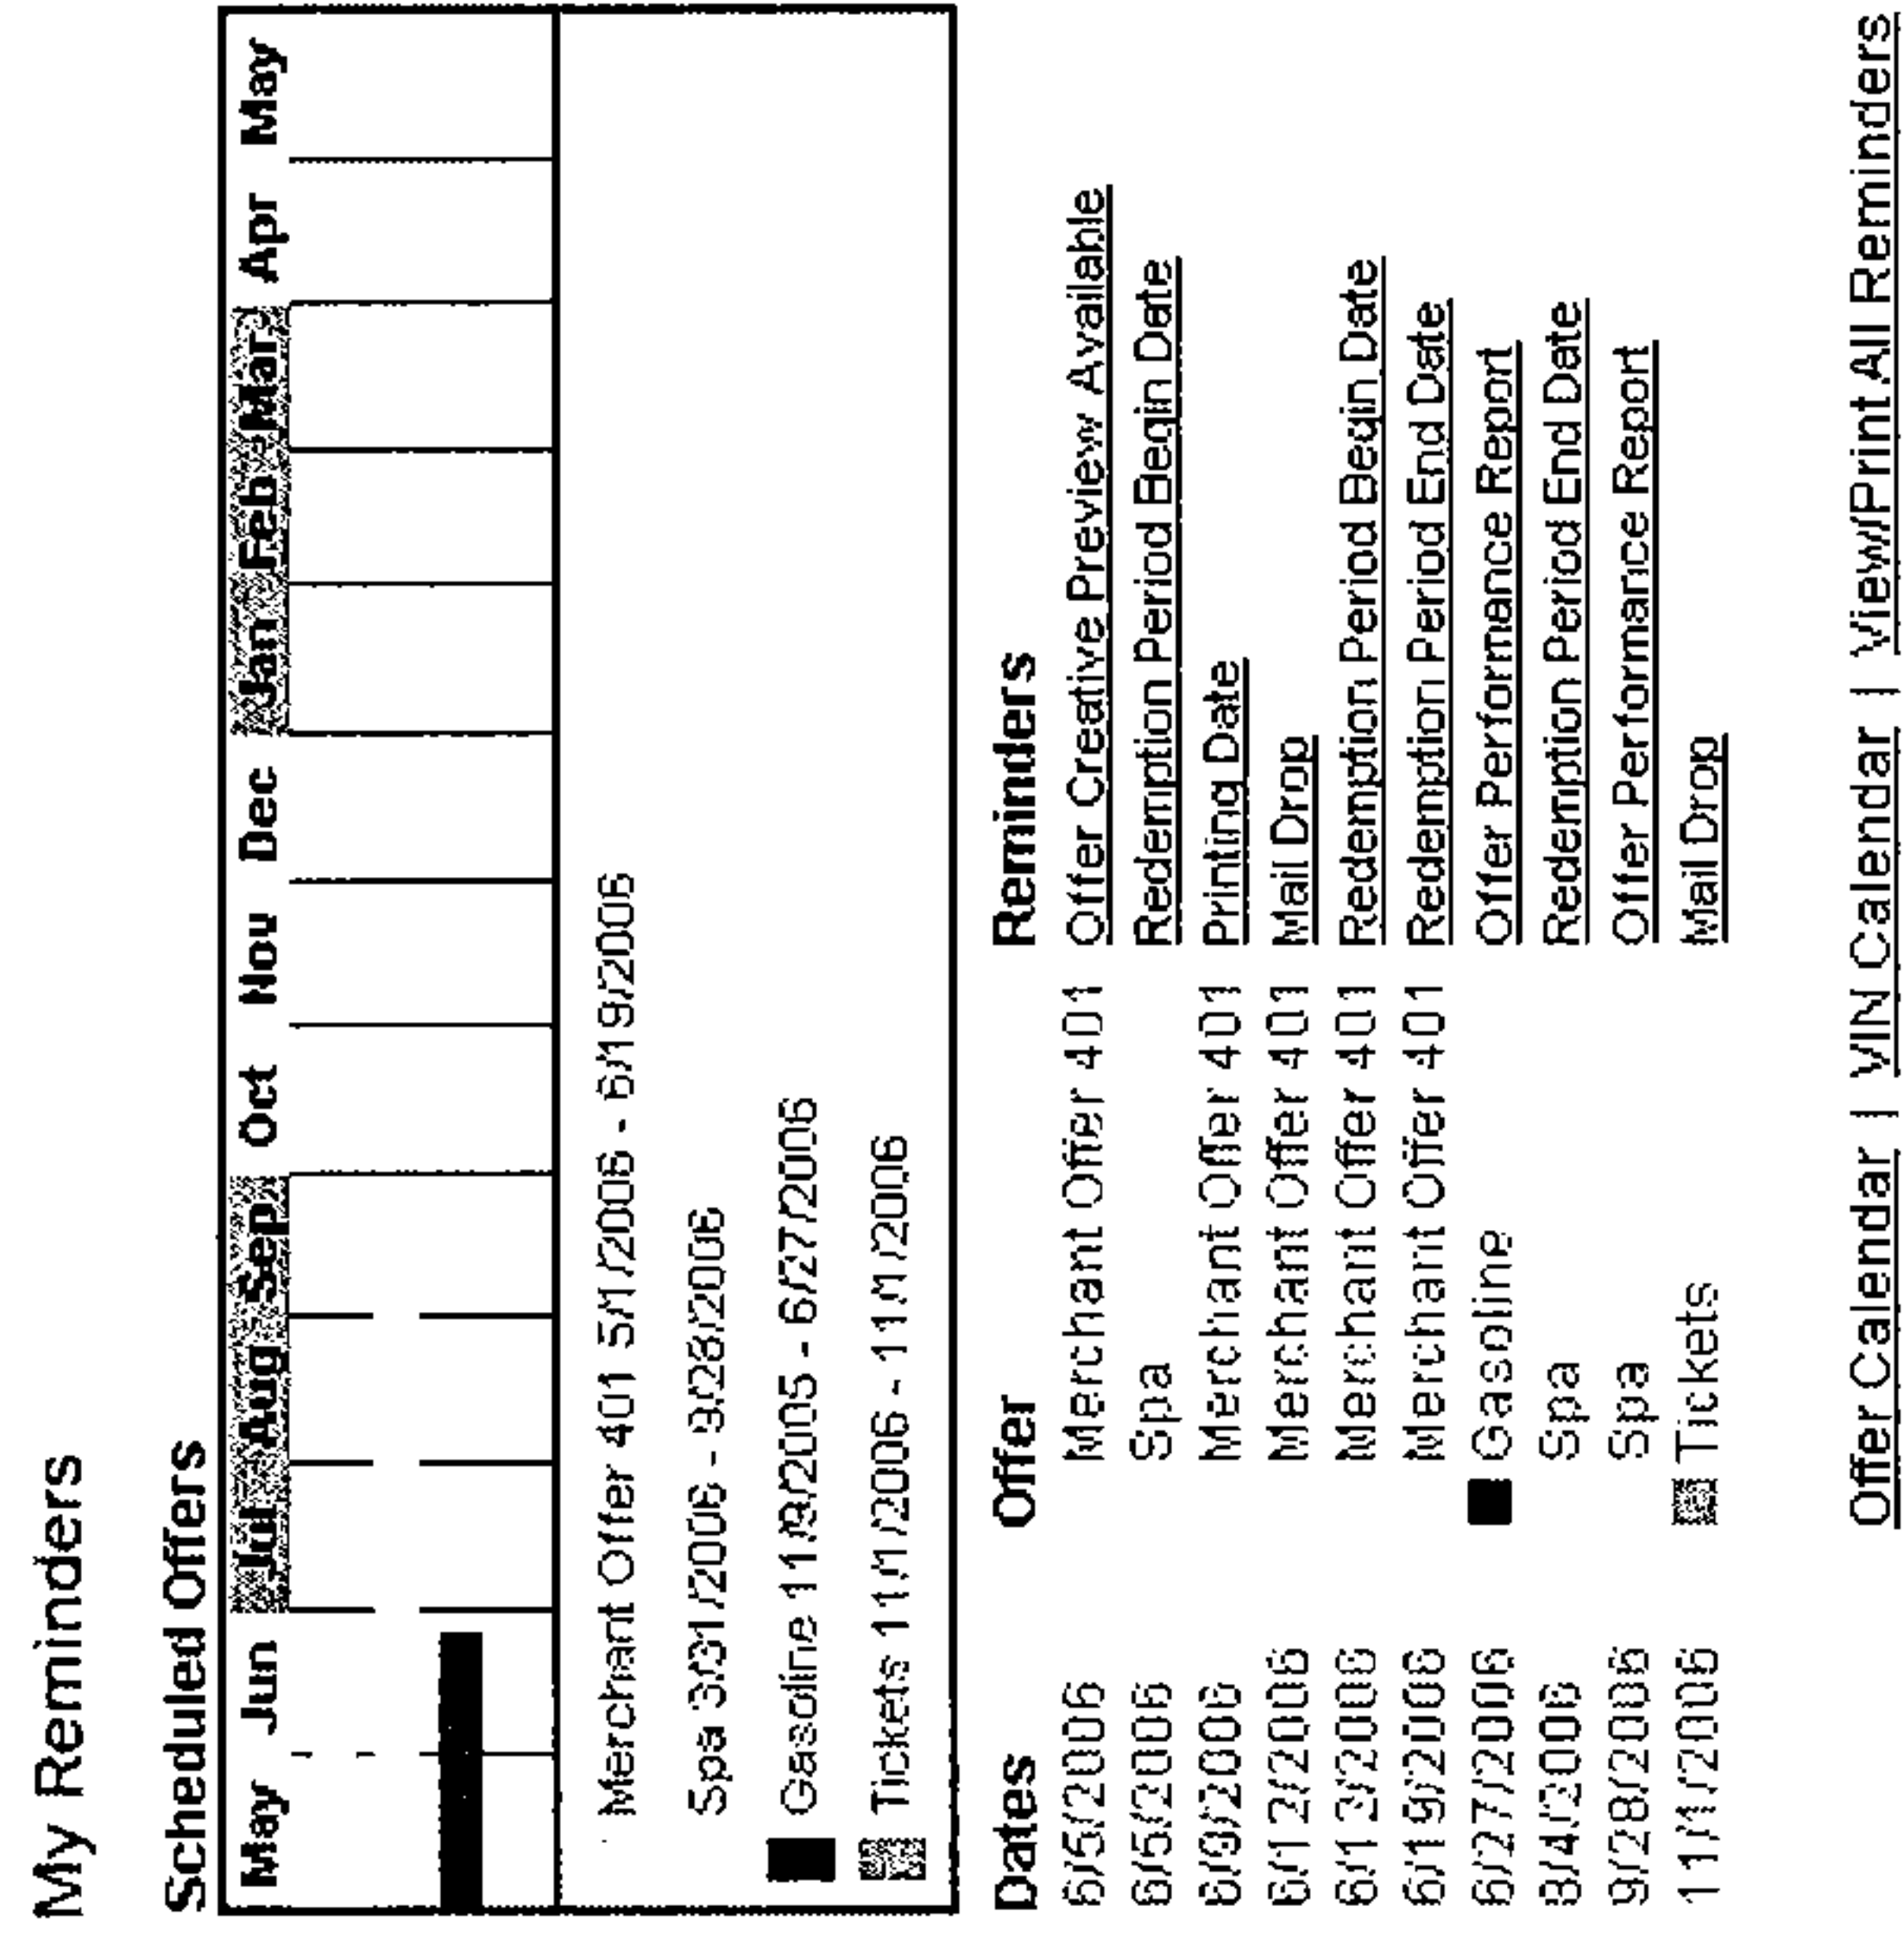 My Reminders
Scheduled Offers
May Jun Jul Aug Sep Oct Nov Dec Jan Feb Mar Apr May
Merchant Offer 401 5/1/2006 - 6/19/2006
Spa 3/31/2006 - 9/28/2006
Gasoline 11/9/2005 - 6/27/2006
Tickets 11/1/2006 - 11/1/2006
Dates Offer Reminders
6/5/2006 Merchant Offer 401 Offer Creative Preview Available
6/5/2006 Spa Redemption Period Begin Date
6/9/2006 Merchant Offer 401 Printing Date
6/12/2006 Merchant Offer 401 Mail Drop
6/13/2006 Merchant Offer 401 Redemption Period Begin Date
6/19/2006 Merchant Offer 401 Redemption Period End Date
6/27/2006 Gasoline Offer Performance Report
8/4/2006 Spa Redemption Period End Date
9/28/2006 Spa Offer Performance Report
11/1/2006 Tickets Mail Drop
Offer Calendar | VIN Calendar | View/Print All Reminders